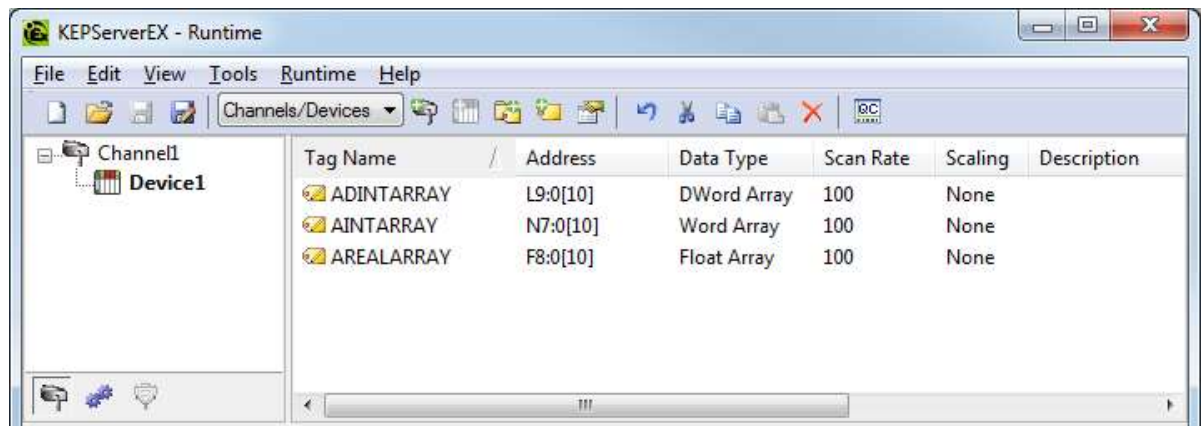 KEPServerEX - Runtime
File Edit View Tools Runtime Help
Channels/Devices
Channel1
Device1
Tag Name / Address Data Type Scan Rate Scaling Description
ADINTARRAY L9:0[10] DWord Array 100 None
AINTARRAY N7:0[10] Word Array 100 None
AREALARRAY F8:0[10] Float Array 100 None